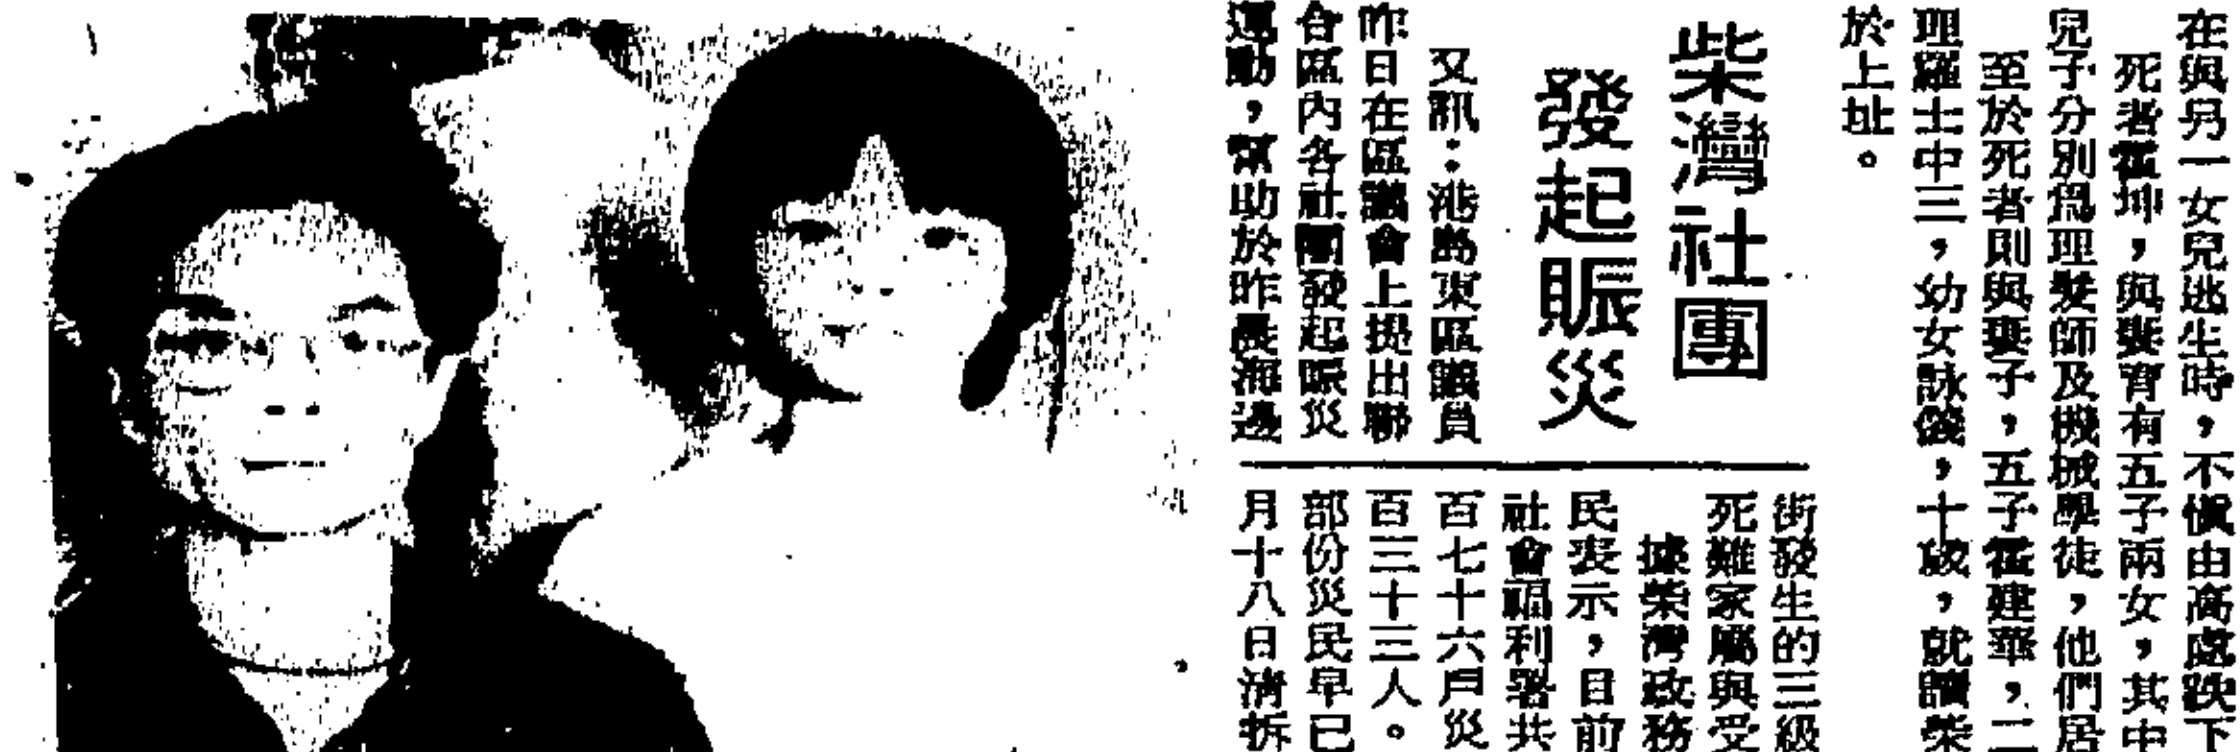 在與另一女兒逃生時，不慎由高處跌下
死者霍坤，與妻育有五子兩女，其中
兒子分別爲理髮師及機械學徒，他們居
至於死者則與妻子，五子霍建華，二
理羅士中三，幼女詠儀，十歲，就讀柴
於上址。
柴灣社團
發起賑災
又訊：港島東區議員
昨日在區議會上提出聯
合區內各社團發起賑災
運動，幫助於昨晨海邊
街發生的三級
死難家屬與受
據柴灣政務
民表示，目前
社會福利署共
百七十六戶災
百三十三人。
部份災民早已
月十八日清拆